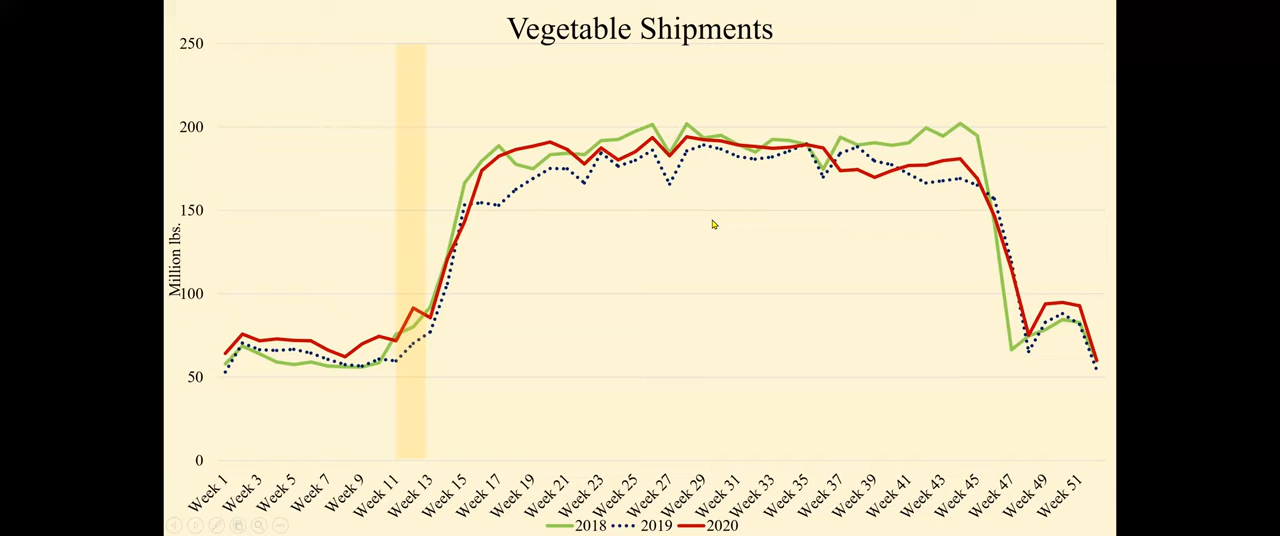 Vegetable Shipments
250
200
150
100
50
0
Million lbs.
Week 1
Week 3
Week 5
Week 7
Week 9
Week 11
Week 13
Week 15
Week 17
Week 19
Week 21
Week 23
Week 25
Week 27
Week 29
Week 31
Week 33
Week 35
Week 37
Week 39
Week 41
Week 43
Week 45
Week 47
Week 49
Week 51
2018 2019 2020